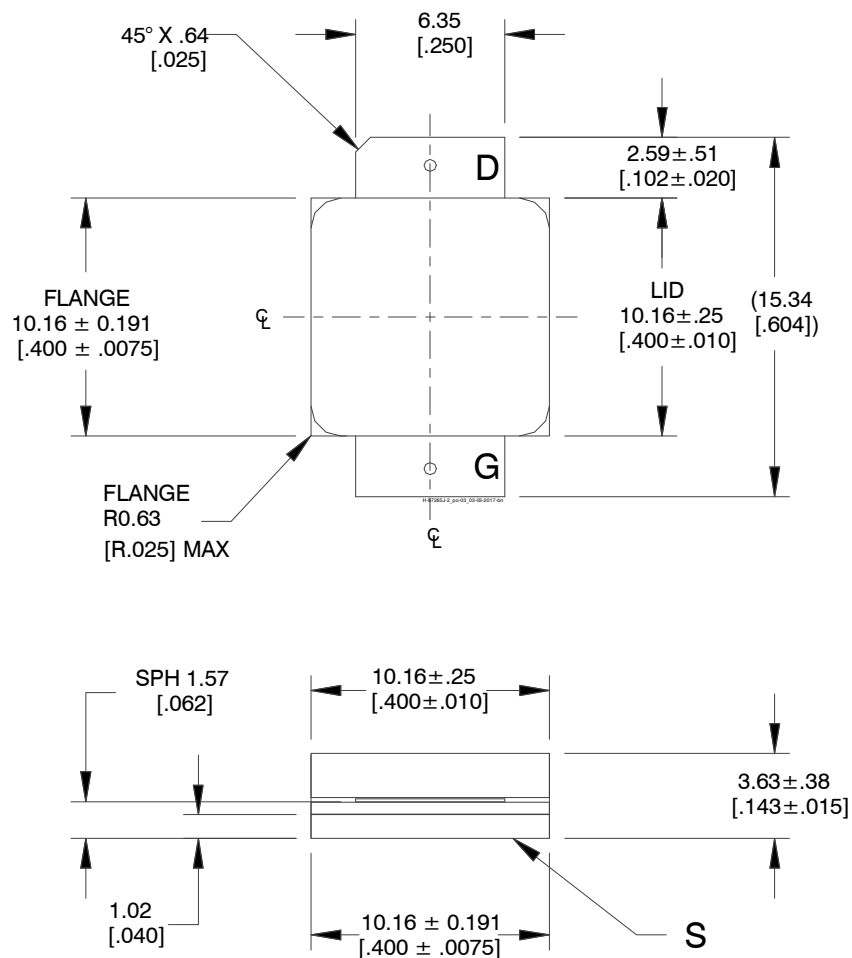 6.35
[.250]
45° X .64
[.025]
D
2.59±.51
[.102±.020]
FLANGE
10.16 ± 0.191
[.400 ± .0075]
LID
10.16±.25
[.400±.010]
(15.34
[.604])
℄
G
FLANGE
R0.63
[R.025] MAX
℄
SPH 1.57
[.062]
10.16±.25
[.400±.010]
3.63±.38
[.143±.015]
1.02
[.040]
10.16 ± 0.191
[.400 ± .0075]
S